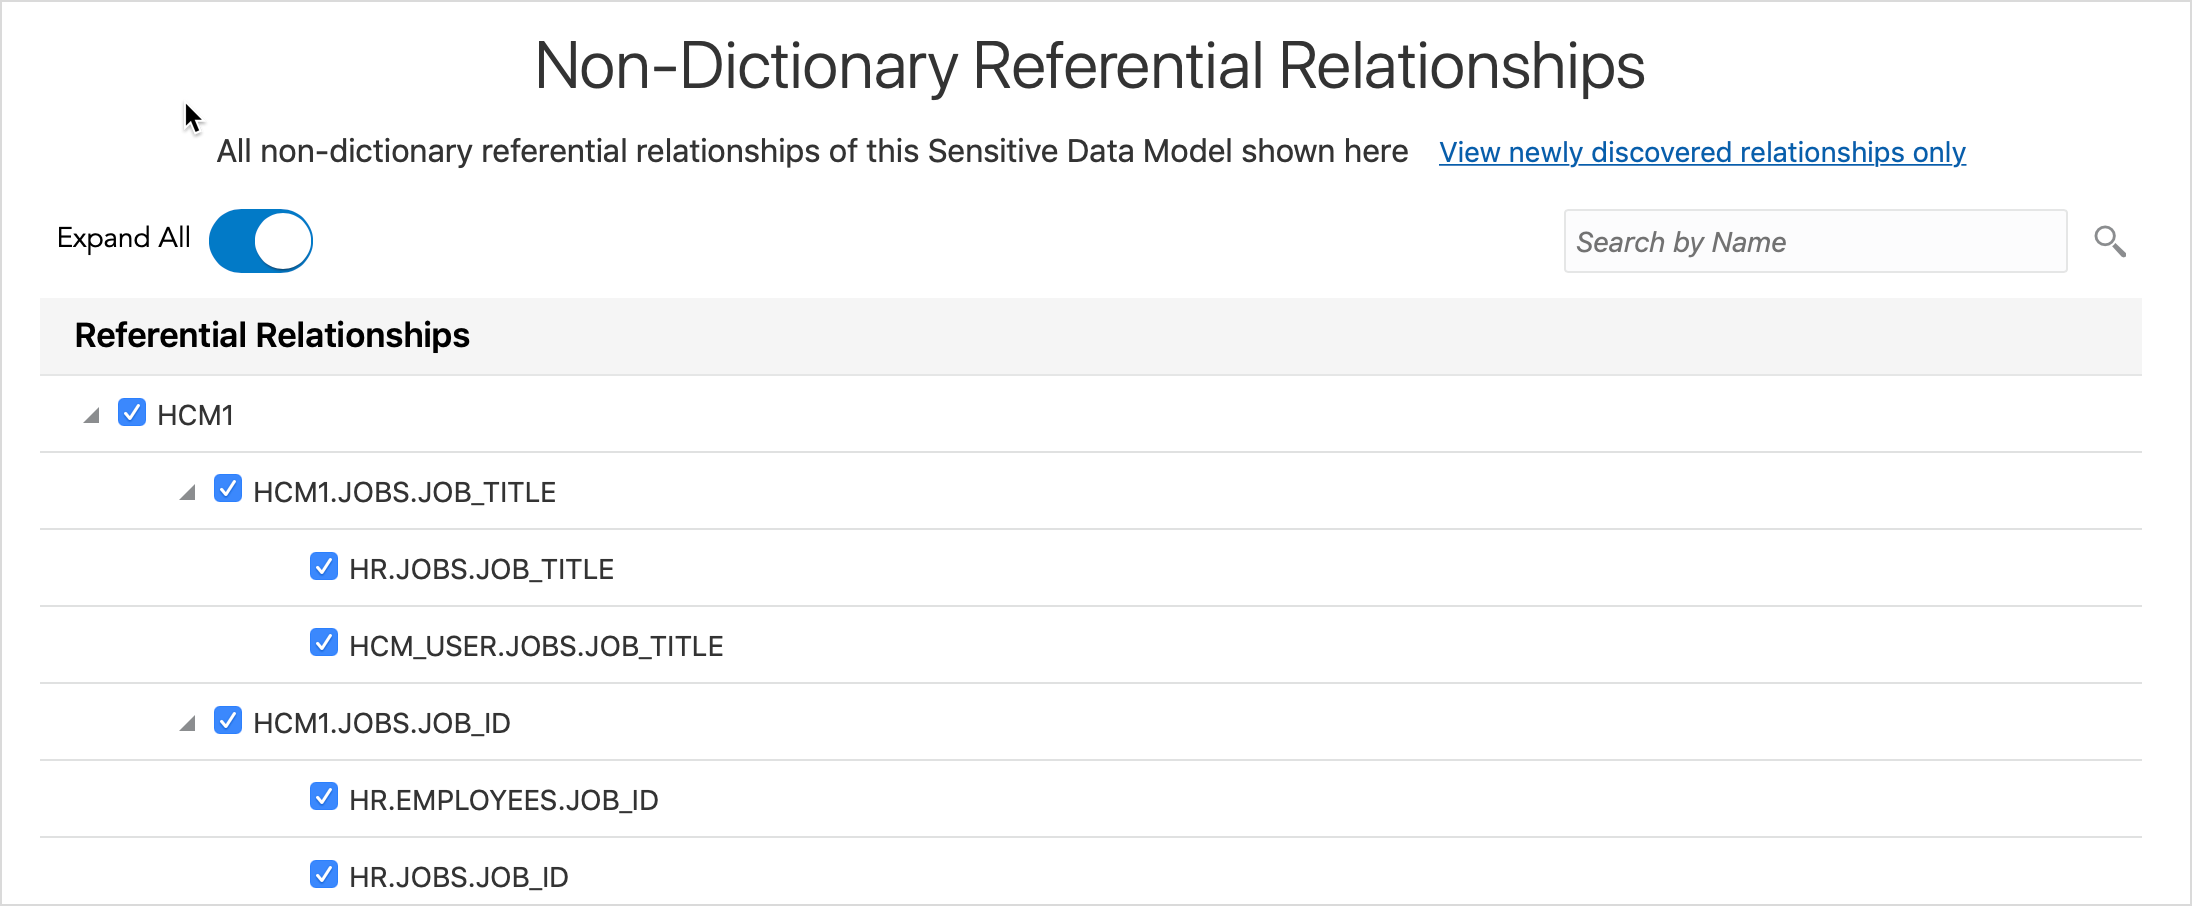 Non-Dictionary Referential Relationships
All non-dictionary referential relationships of this Sensitive Data Model shown here View newly discovered relationships only
Expand All
Search by Name
Referential Relationships
HCM1
HCM1.JOBS.JOB_TITLE
HR.JOBS.JOB_TITLE
HCM_USER.JOBS.JOB_TITLE
HCM1.JOBS.JOB_ID
HR.EMPLOYEES.JOB_ID
HR.JOBS.JOB_ID